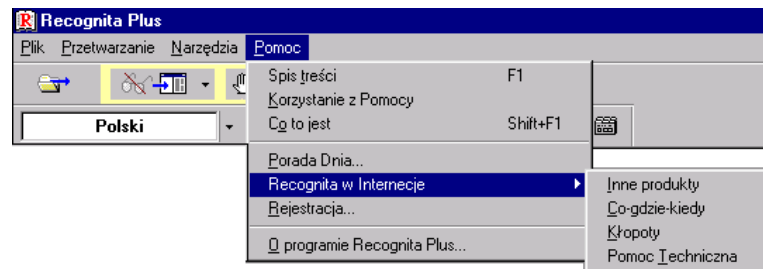 Recognita Plus
Plik Przetwarzanie Narzędzia Pomoc
Spis treści F1
Korzystanie z Pomocy
Co to jest Shift+F1
Polski
Porada Dnia...
Recognita w Internecje
Rejestracja...
O programie Recognita Plus...
Inne produkty
Co-gdzie-kiedy
Kłopoty
Pomoc Techniczna